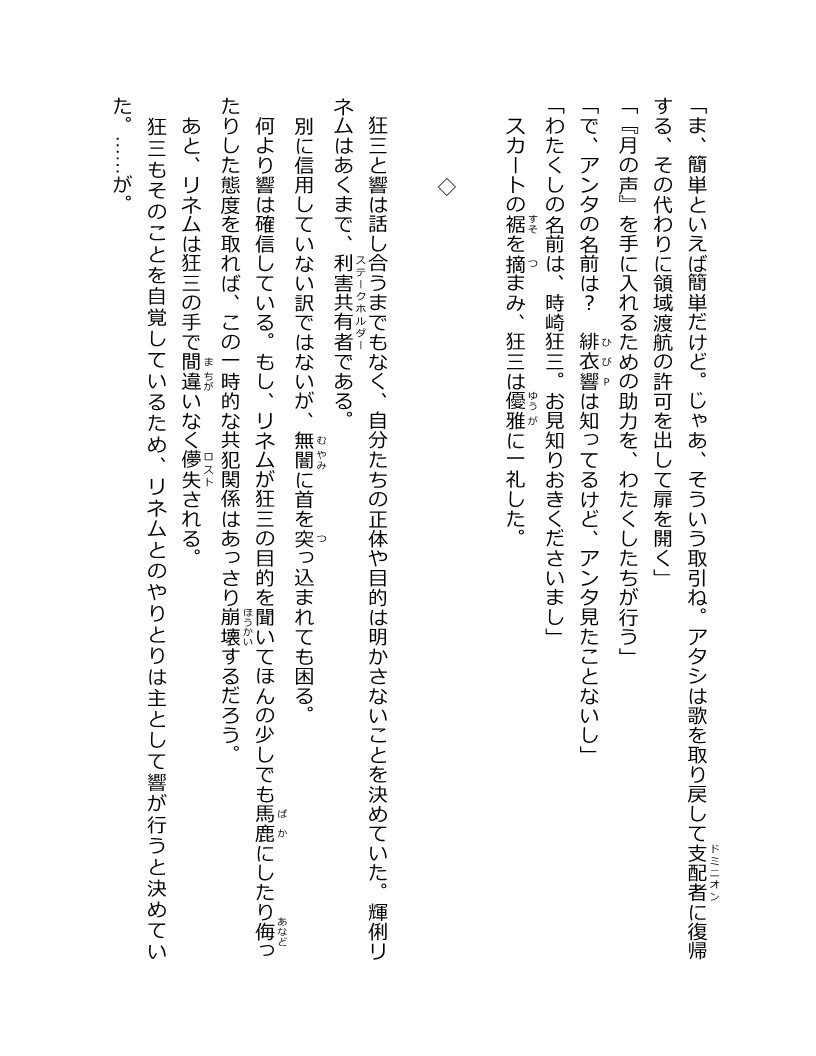 「ま、簡単といえば簡単だけど。じゃあ、そういう取引ね。アタシは歌を取り戻して支配者に復帰
ドミニオン
する、その代わりに領域渡航の許可を出して扉を開く」
「『月の声』を手に入れるための助力を、わたくしたちが行う」
「で、アンタの名前は？　緋衣響は知ってるけど、アンタ見たことないし」
ひびP
「わたくしの名前は、時崎狂三。お見知りおきくださいまし」
　スカートの裾を摘まみ、狂三は優雅に一礼した。
すそ　つ　ゆうが
◇
　狂三と響は話し合うまでもなく、自分たちの正体や目的は明かさないことを決めていた。輝俐リ
ネムはあくまで、利害共有者である。
ステークホルダー
　別に信用していない訳ではないが、無闇に首を突っ込まれても困る。
むやみ　つ
　何より響は確信している。もし、リネムが狂三の目的を聞いてほんの少しでも馬鹿にしたり侮っ
ばか　あなど
たりした態度を取れば、この一時的な共犯関係はあっさり崩壊するだろう。
ほうかい
　あと、リネムは狂三の手で間違いなく儚失される。
まちが　ロスト
　狂三もそのことを自覚しているため、リネムとのやりとりは主として響が行うと決めてい
た。……が。